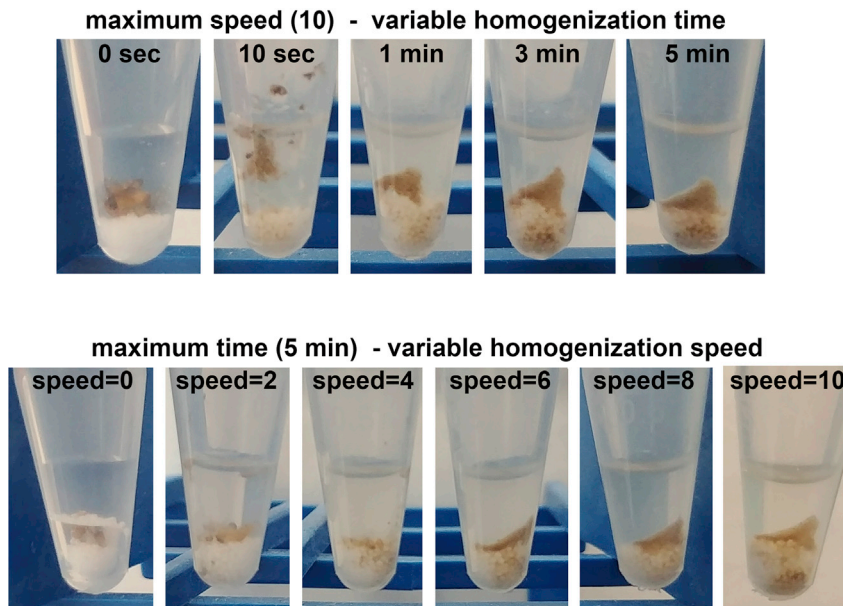 maximum speed (10) - variable homogenization time
0 sec 10 sec 1 min 3 min 5 min
maximum time (5 min) - variable homogenization speed
speed=0 speed=2 speed=4 speed=6 speed=8 speed=10